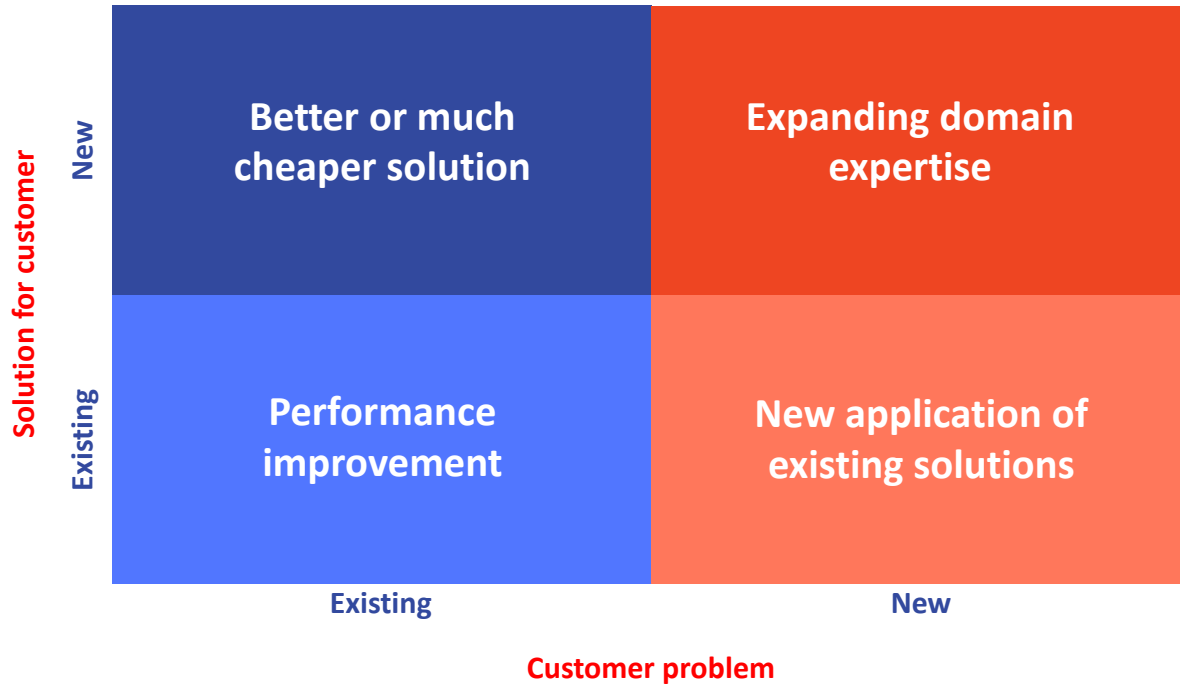 Solution for customer
New
Existing
Better or much
cheaper solution
Expanding domain
expertise
Performance
improvement
New application of
existing solutions
Existing
New
Customer problem